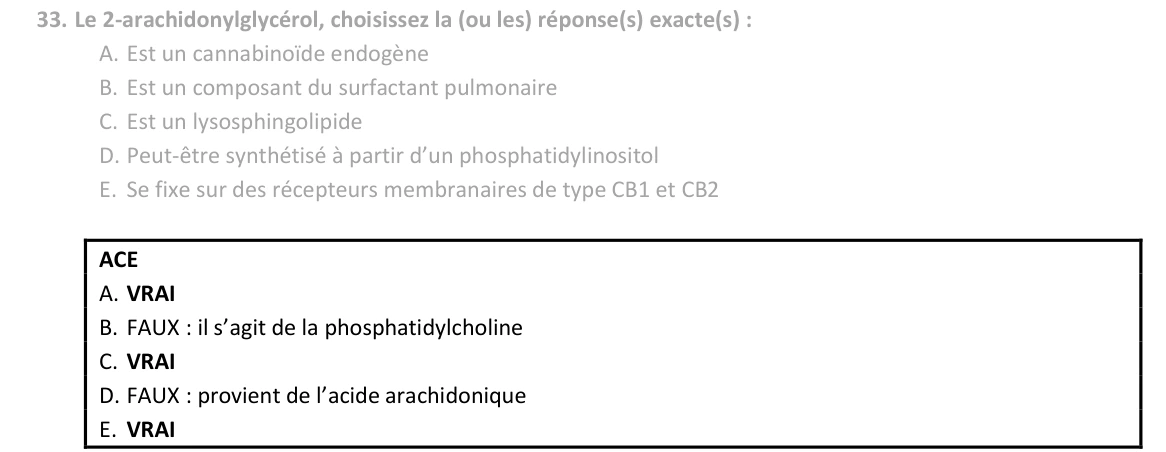 33. Le 2-arachidonylglycérol, choisissez la (ou les) réponse(s) exacte(s) :
A. Est un cannabinoïde endogène
B. Est un composant du surfactant pulmonaire
C. Est un lysosphingolipide
D. Peut-être synthétisé à partir d’un phosphatidylinositol
E. Se fixe sur des récepteurs membranaires de type CB1 et CB2
ACE
A. VRAI
B. FAUX : il s’agit de la phosphatidylcholine
C. VRAI
D. FAUX : provient de l’acide arachidonique
E. VRAI